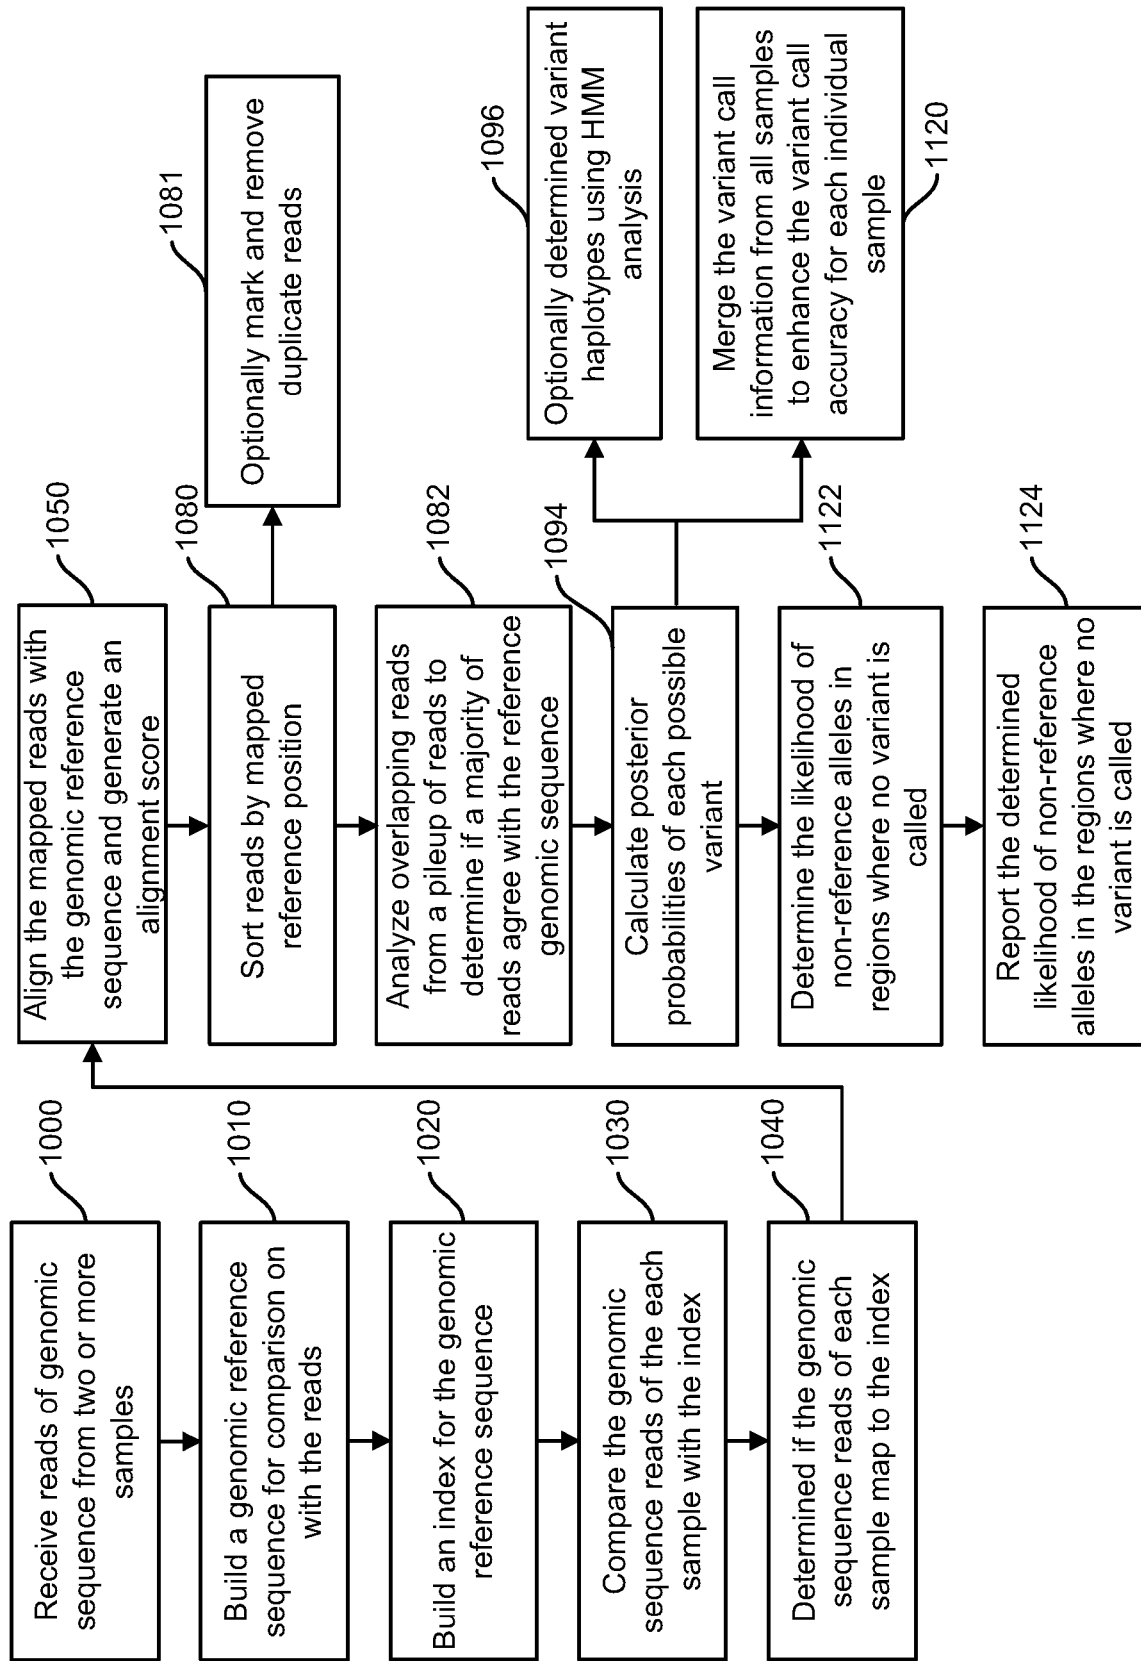 Receive reads of genomic
sequence from two or more
samples
1000
Build a genomic reference
sequence for comparison on
with the reads
1010
Build an index for the genomic
reference sequence
1020
Compare the genomic
sequence reads of the each
sample with the index
1030
Determined if the genomic
sequence reads of each
sample map to the index
1040
Align the mapped reads with
the genomic reference
sequence and generate an
alignment score
1050
Sort reads by mapped
reference position
1080
Optionally mark and remove
duplicate reads
1081
Analyze overlapping reads
from a pileup of reads to
determine if a majority of
reads agree with the reference
genomic sequence
1082
Calculate posterior
probabilities of each possible
variant
1094
Optionally determined variant
haplotypes using HMM
analysis
1096
Merge the variant call
information from all samples
to enhance the variant call
accuracy for each individual
sample
1120
Determine the likelihood of
non-reference alleles in
regions where no variant is
called
1122
Report the determined
likelihood of non-reference
alleles in the regions where no
variant is called
1124